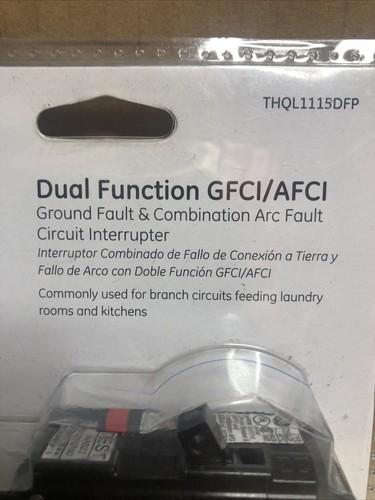 THQL1115DFP
Dual Function GFCI/AFCI
Ground Fault & Combination Arc Fault
Circuit Interrupter
Interruptor Combinado de Fallo de Conexión a Tierra y
Fallo de Arco con Doble Función GFCI/AFCI
Commonly used for branch circuits feeding laundry
rooms and kitchens